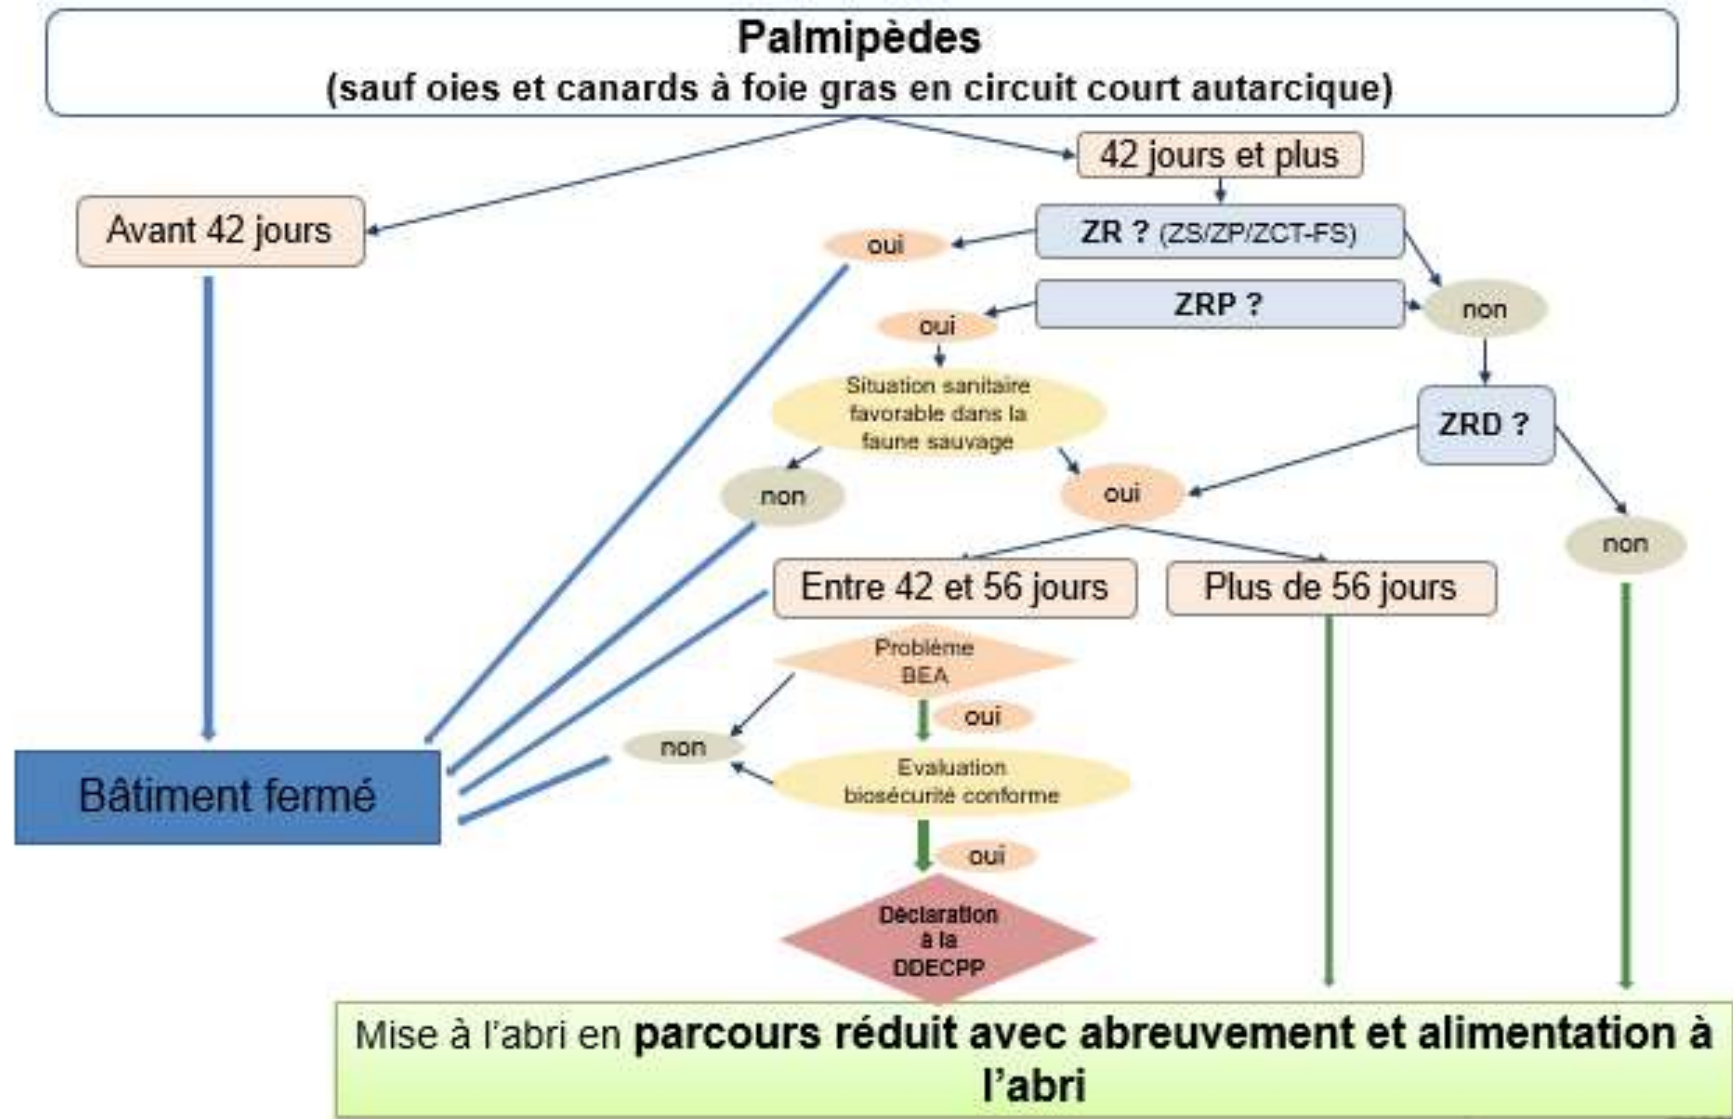 Palmipèdes
(sauf oies et canards à foie gras en circuit court autarcique)
42 jours et plus
Avant 42 jours
ZR ? (ZS/ZP/ZCT-FS)
oui
ZRP ?
non
oui
Situation sanitaire
favorable dans la
faune sauvage
ZRD ?
non
oui
non
Entre 42 et 56 jours
Plus de 56 jours
Problème
BEA
oui
non
Evaluation
biosécurité conforme
Bâtiment fermé
oui
Déclaration
à la
DDECPP
Mise à l'abri en parcours réduit avec abreuvement et alimentation à
l'abri